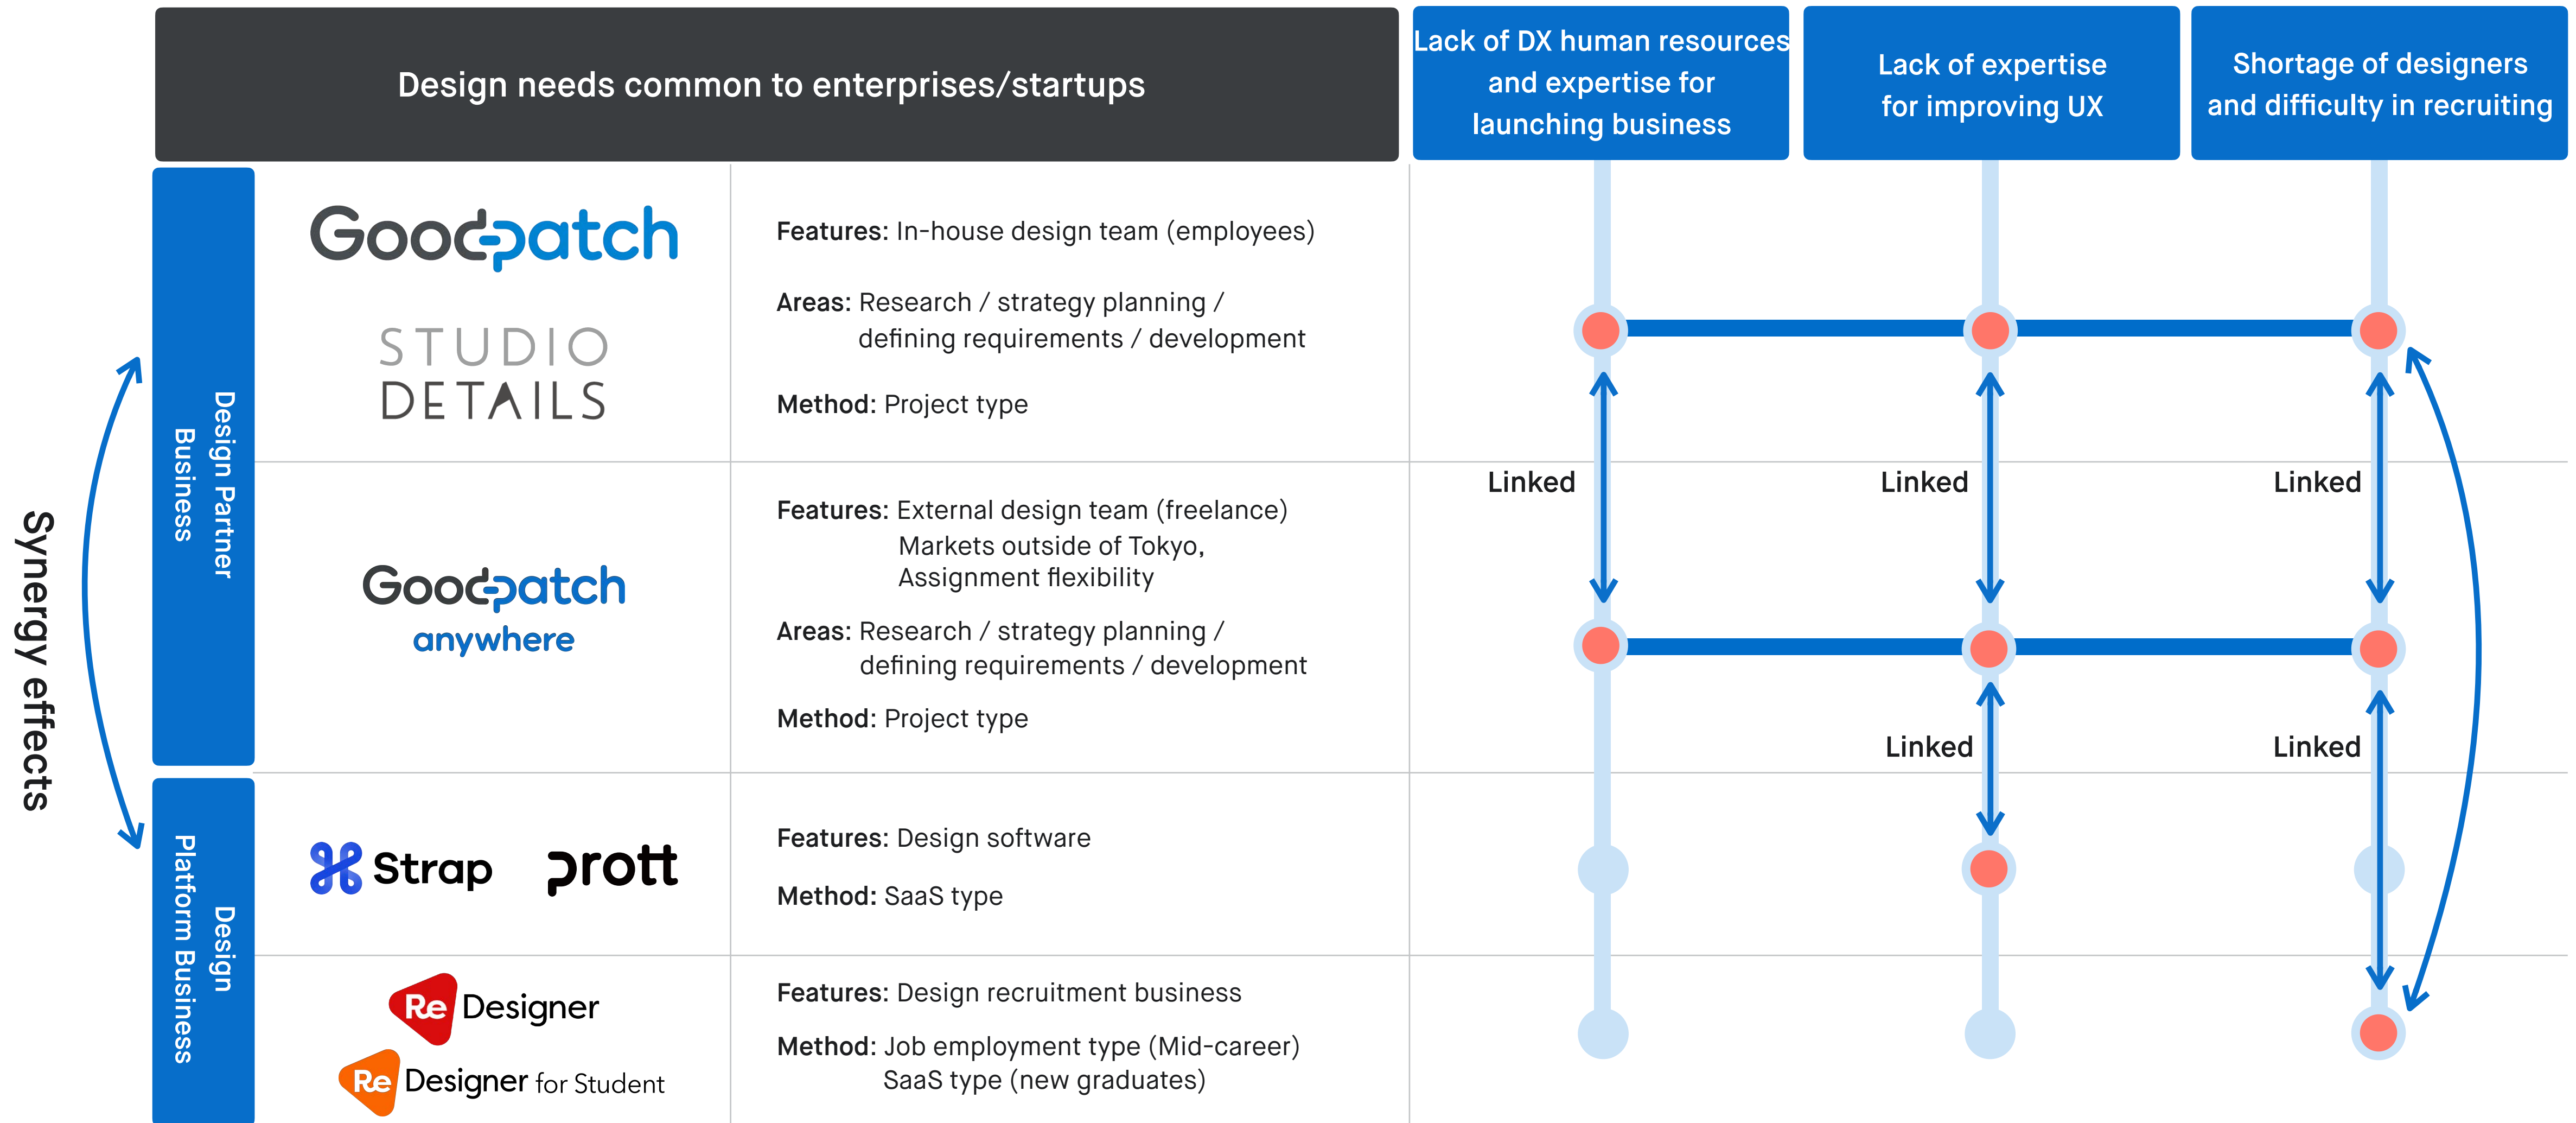 Design needs common to enterprises/startups
Lack of DX human resources
and expertise for
launching business
Lack of expertise
for improving UX
Shortage of designers
and difficulty in recruiting
Synergy effects
Design Partner
Business
Goodpatch
STUDIO
DETAILS
Features: In-house design team (employees)
Areas: Research / strategy planning /
defining requirements / development
Method: Project type
Linked
Linked
Linked
Goodpatch
anywhere
Features: External design team (freelance)
Markets outside of Tokyo,
Assignment flexibility
Areas: Research / strategy planning /
defining requirements / development
Method: Project type
Linked
Linked
Design
Platform Business
Strap
prott
Features: Design software
Method: SaaS type
Re Designer
Re Designer for Student
Features: Design recruitment business
Method: Job employment type (Mid-career)
SaaS type (new graduates)